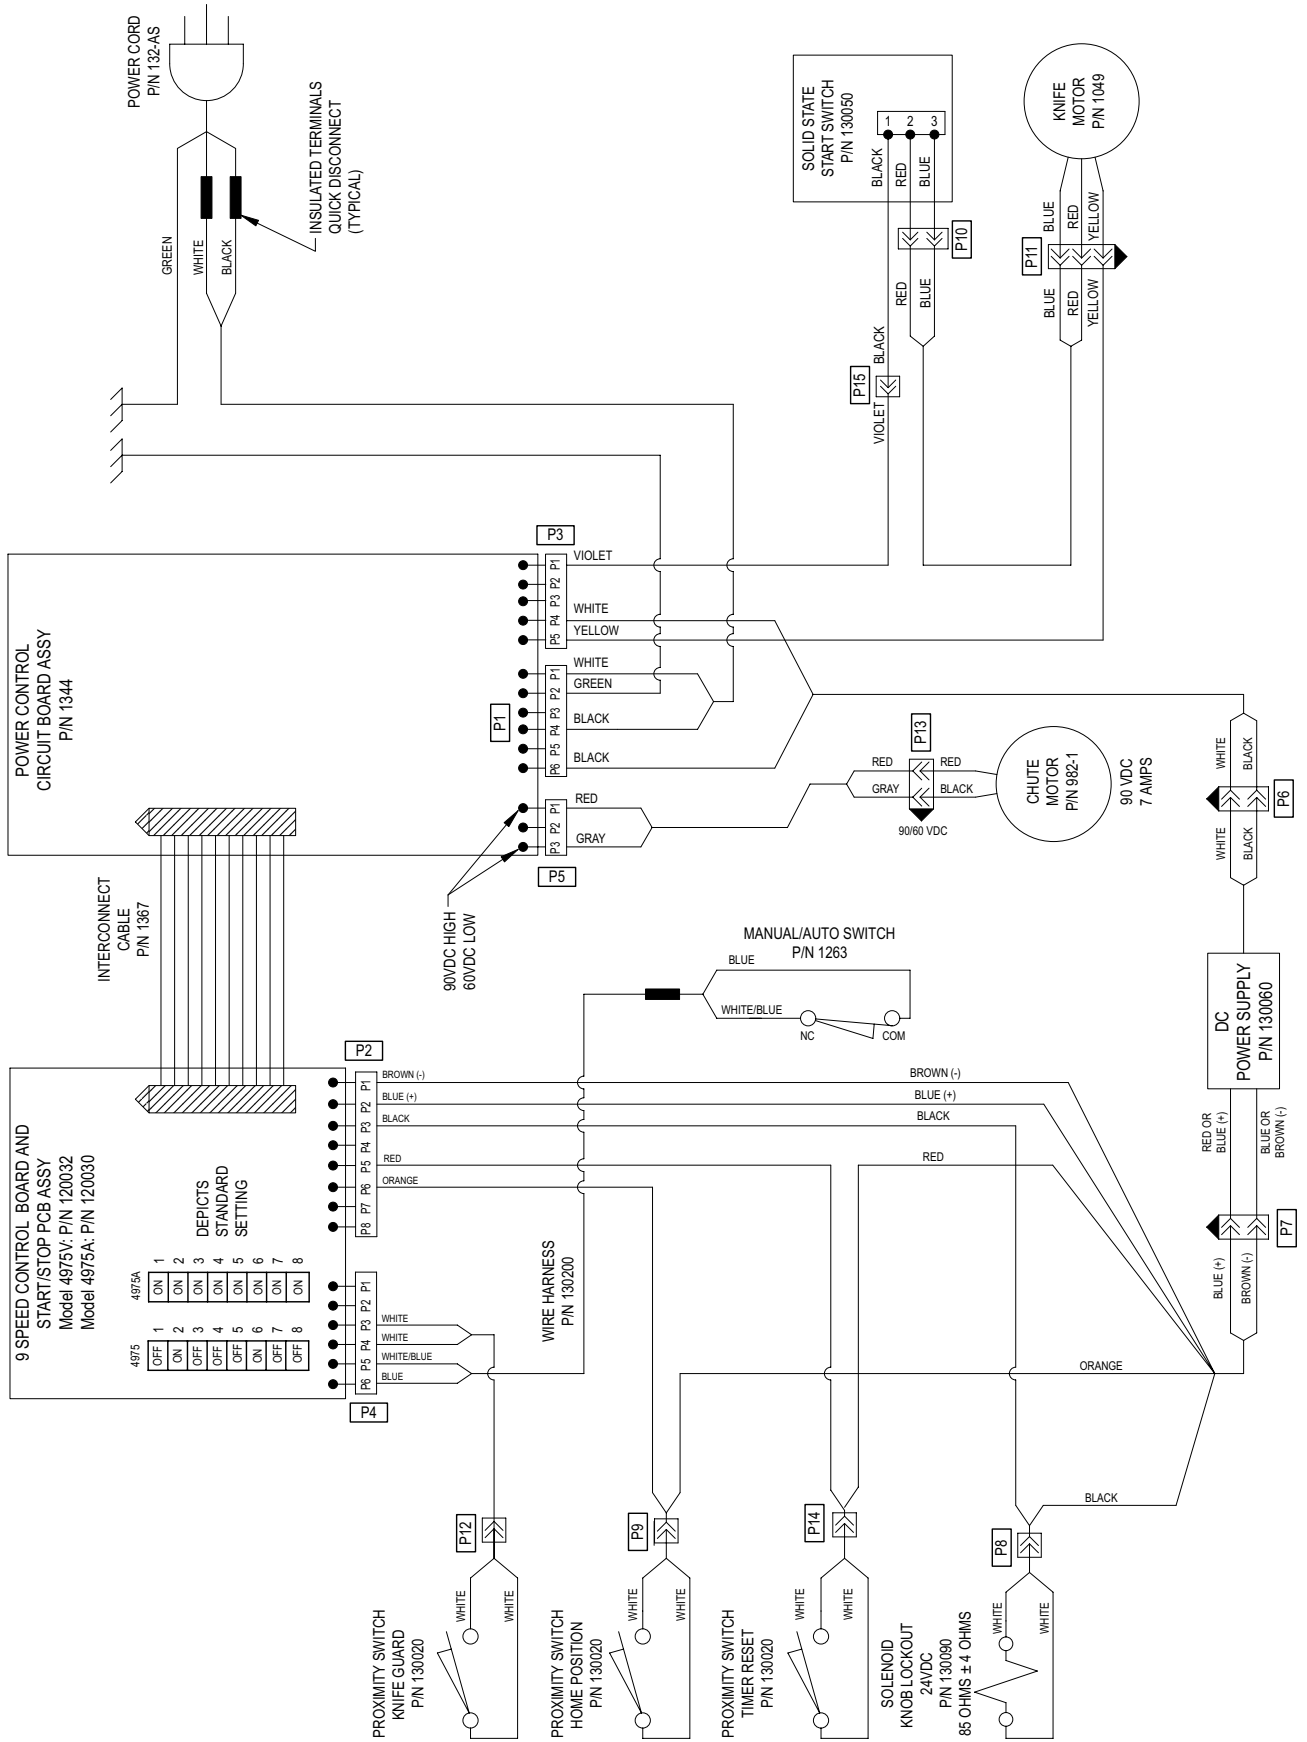 POWER CORD
P/N 132-AS
GREEN
WHITE
BLACK
INSULATED TERMINALS
QUICK DISCONNECT
(TYPICAL)
SOLID STATE
START SWITCH
P/N 130050
1
2
3
BLACK
RED
BLUE
P10
RED
BLUE
BLACK
P15
VIOLET
KNIFE
MOTOR
P/N 1049
BLUE
RED
YELLOW
P11
BLUE
RED
YELLOW
POWER CONTROL
CIRCUIT BOARD ASSY
P/N 1344
P3
P1
P2
P3
P4
P5
VIOLET
WHITE
YELLOW
P1
P1
P2
P3
P4
P5
P6
WHITE
GREEN
BLACK
BLACK
P5
P1
P2
P3
RED
GRAY
90VDC HIGH
60VDC LOW
P13
RED
RED
GRAY
BLACK
90/60 VDC
CHUTE
MOTOR
P/N 982-1
90 VDC
7 AMPS
WHITE
BLACK
P6
WHITE
BLACK
INTERCONNECT
CABLE
P/N 1367
MANUAL/AUTO SWITCH
P/N 1263
BLUE
WHITE/BLUE
NC
COM
DC
POWER SUPPLY
P/N 130060
RED OR
BLUE (+)
BLUE OR
BROWN (-)
P7
BLUE (+)
BROWN (-)
9 SPEED CONTROL BOARD AND
START/STOP PCB ASSY
Model 4975V: P/N 120032
Model 4975A: P/N 120030
DEPICTS
STANDARD
SETTING
4975A
ON 1
ON 2
ON 3
ON 4
ON 5
ON 6
ON 7
ON 8
4975
OFF 1
ON 2
OFF 3
OFF 4
OFF 5
ON 6
OFF 7
OFF 8
P2
P1
P2
P3
P4
P5
P6
P7
P8
BROWN (-)
BLUE (+)
BLACK
RED
ORANGE
BROWN (-)
BLUE (+)
BLACK
RED
P4
P1
P2
P3
P4
P5
P6
WHITE
WHITE
WHITE/BLUE
BLUE
WIRE HARNESS
P/N 130200
ORANGE
BLACK
P12
PROXIMITY SWITCH
KNIFE GUARD
P/N 130020
WHITE
WHITE
P9
PROXIMITY SWITCH
HOME POSITION
P/N 130020
WHITE
WHITE
P14
PROXIMITY SWITCH
TIMER RESET
P/N 130020
WHITE
WHITE
P8
SOLENOID
KNOB LOCKOUT
24VDC
P/N 130090
85 OHMS ± 4 OHMS
WHITE
WHITE